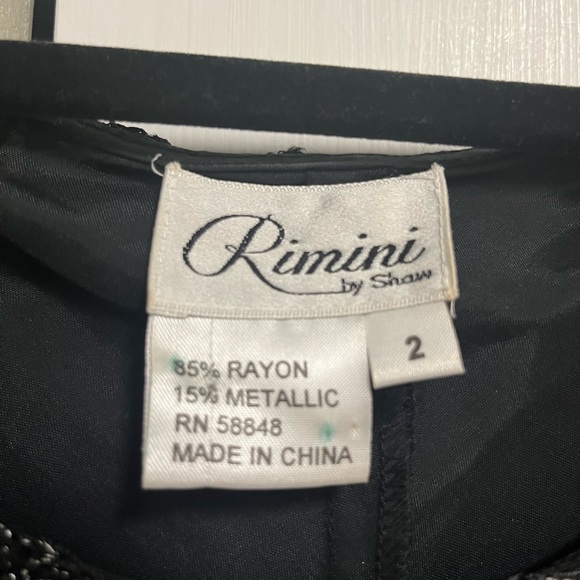 Rimini
by Shaw
2
85% RAYON
15% METALLIC
RN 58848
MADE IN CHINA